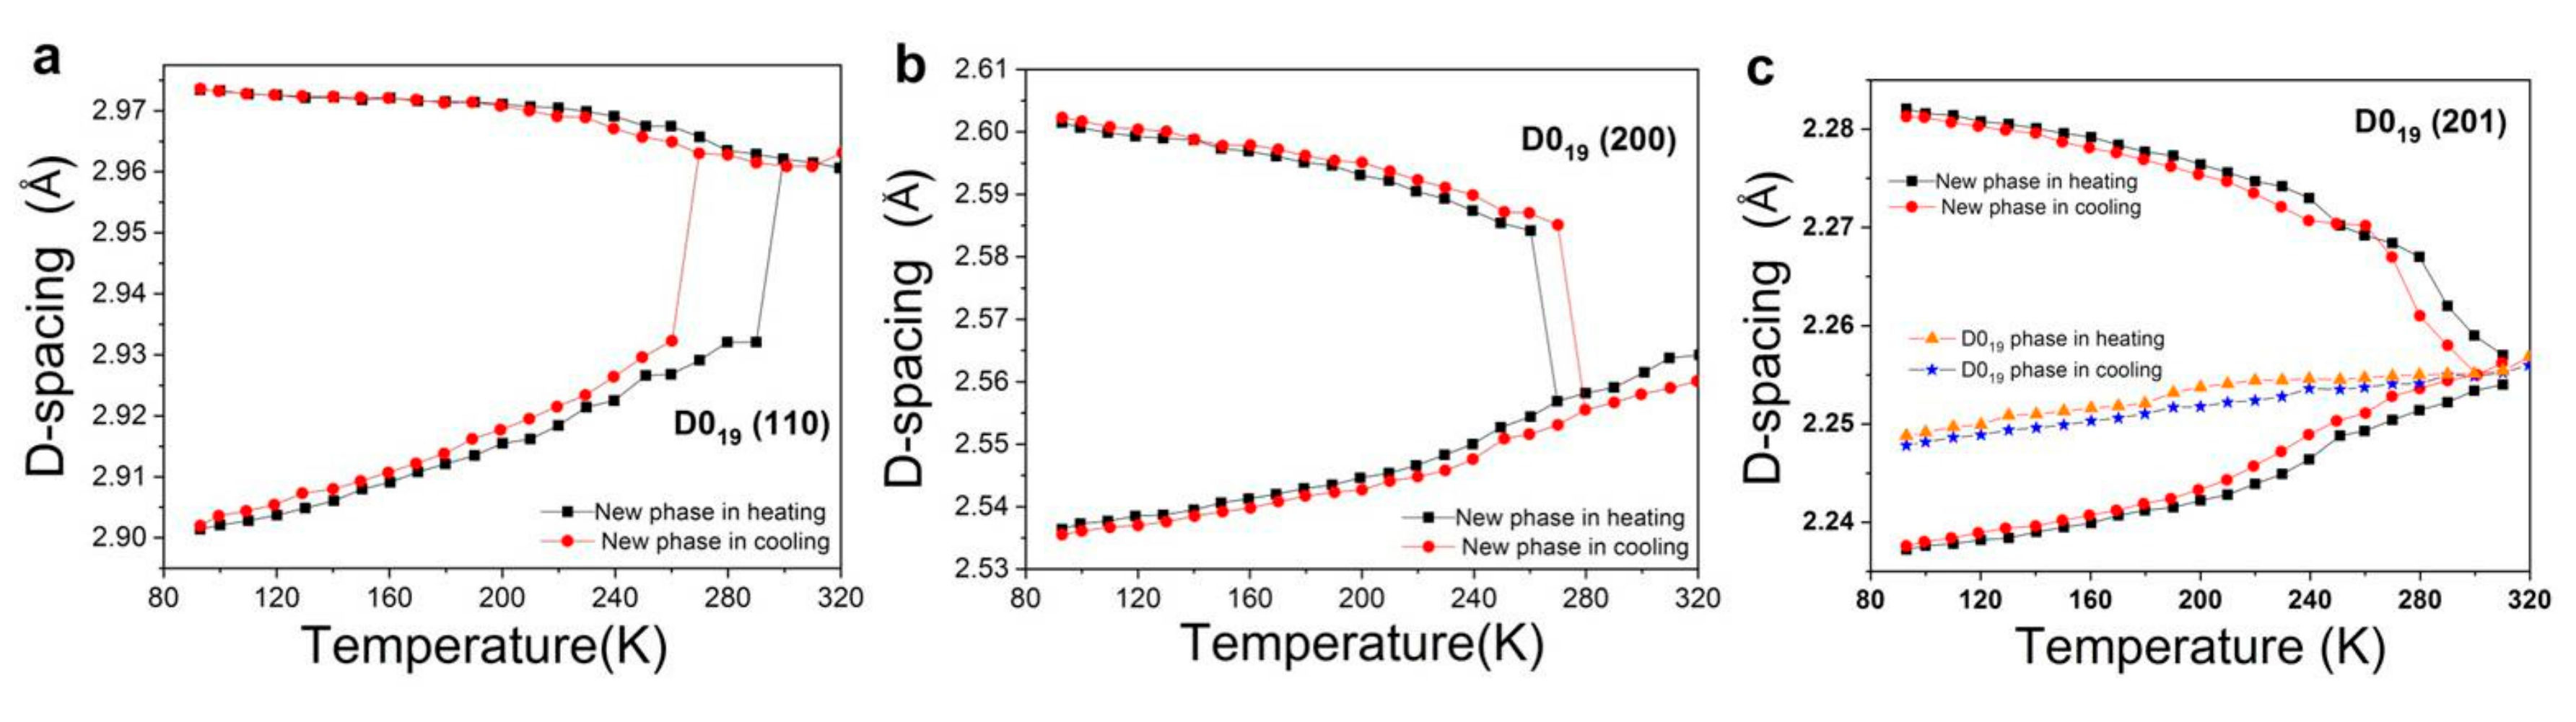 a
2.97
2.96
2.95
2.94
2.93
2.92
2.91
2.90
D-spacing (Å)
D0₁₉ (110)
New phase in heating
New phase in cooling
80 120 160 200 240 280 320
Temperature(K)
b
2.61
2.60
2.59
2.58
2.57
2.56
2.55
2.54
2.53
D-spacing (Å)
D0₁₉ (200)
New phase in heating
New phase in cooling
80 120 160 200 240 280 320
Temperature(K)
c
2.28
2.27
2.26
2.25
2.24
D-spacing (Å)
D0₁₉ (201)
New phase in heating
New phase in cooling
D0₁₉ phase in heating
D0₁₉ phase in cooling
80 120 160 200 240 280 320
Temperature (K)